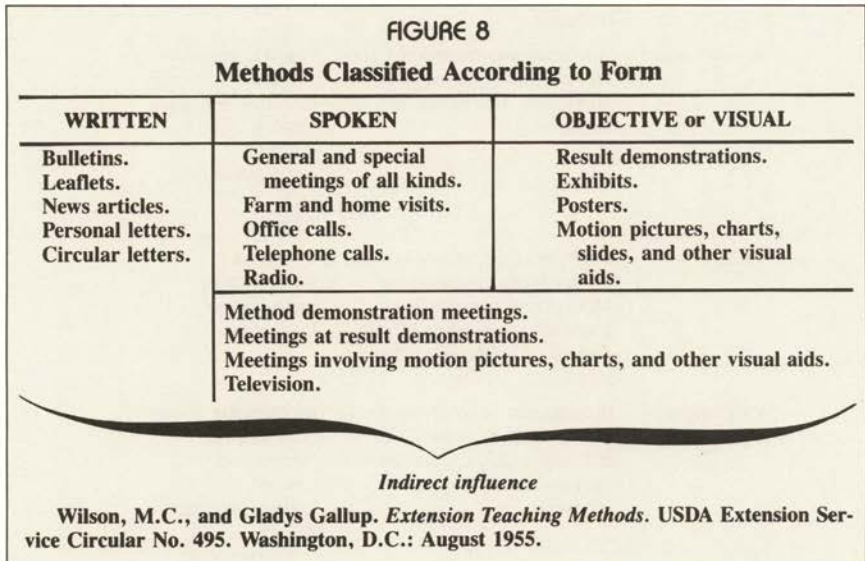 FIGURE 8
Methods Classified According to Form
WRITTEN
Bulletins.
Leaflets.
News articles.
Personal letters.
Circular letters.
SPOKEN
General and special
meetings of all kinds.
Farm and home visits.
Office calls.
Telephone calls.
Radio.
OBJECTIVE or VISUAL
Result demonstrations.
Exhibits.
Posters.
Motion pictures, charts,
slides, and other visual
aids.
Method demonstration meetings.
Meetings at result demonstrations.
Meetings involving motion pictures, charts, and other visual aids.
Television.
Indirect influence
Wilson, M.C., and Gladys Gallup. Extension Teaching Methods. USDA Extension Ser-
vice Circular No. 495. Washington, D.C.: August 1955.